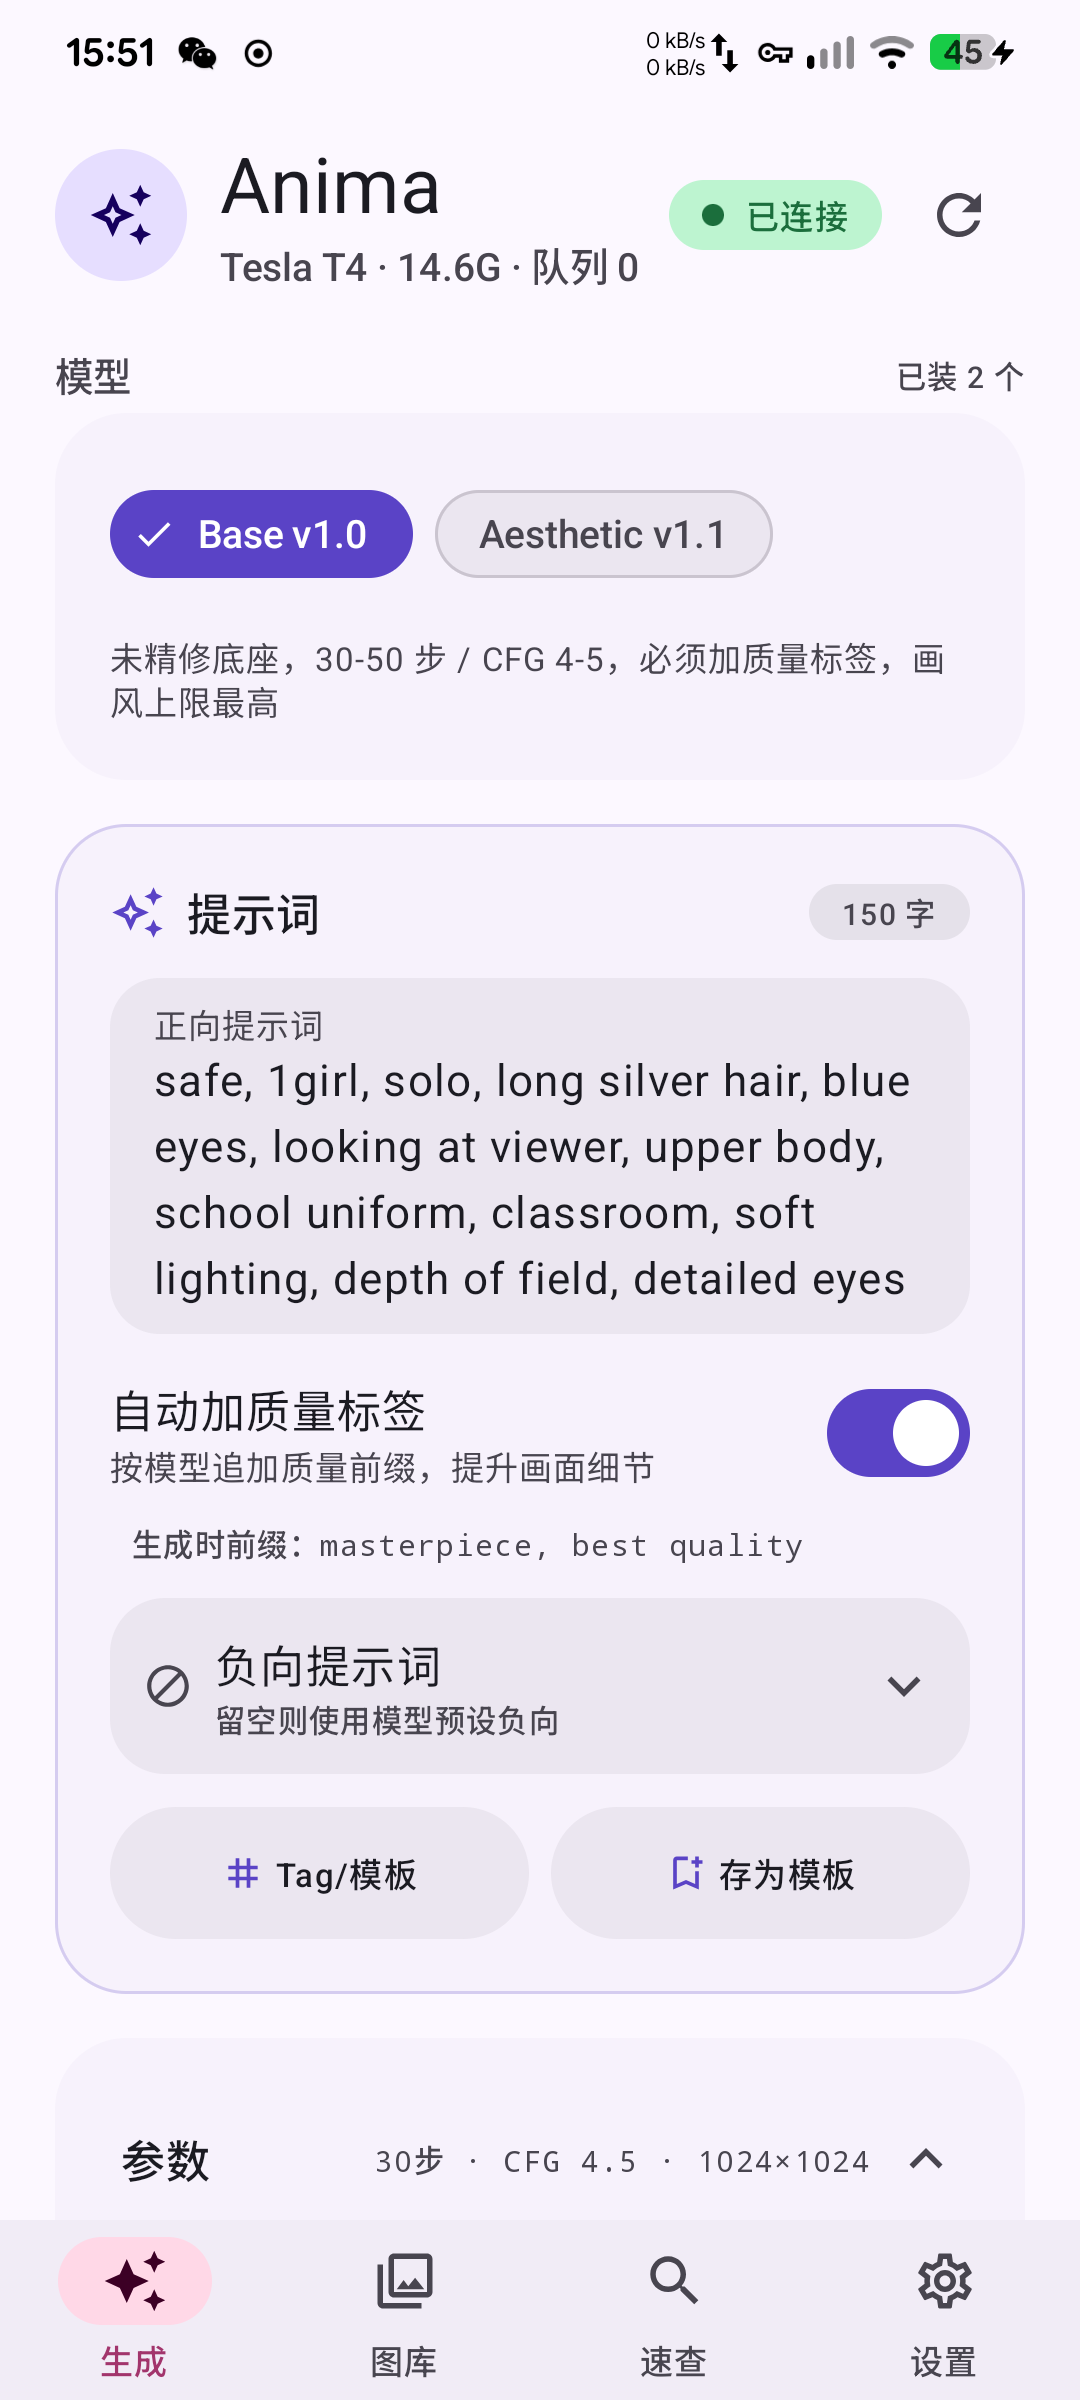 15:51
0 kB/s
0 kB/s
45
Anima
Tesla T4 · 14.6G · 队列 0
已连接
模型
已装 2 个
Base v1.0
Aesthetic v1.1
未精修底座，30-50 步 / CFG 4-5，必须加质量标签，画
风上限最高
提示词
150 字
正向提示词
safe, 1girl, solo, long silver hair, blue
eyes, looking at viewer, upper body,
school uniform, classroom, soft
lighting, depth of field, detailed eyes
自动加质量标签
按模型追加质量前缀，提升画面细节
生成时前缀：masterpiece, best quality
负向提示词
留空则使用模型预设负向
Tag/模板
存为模板
参数
30步 · CFG 4.5 · 1024×1024
生成
图库
速查
设置